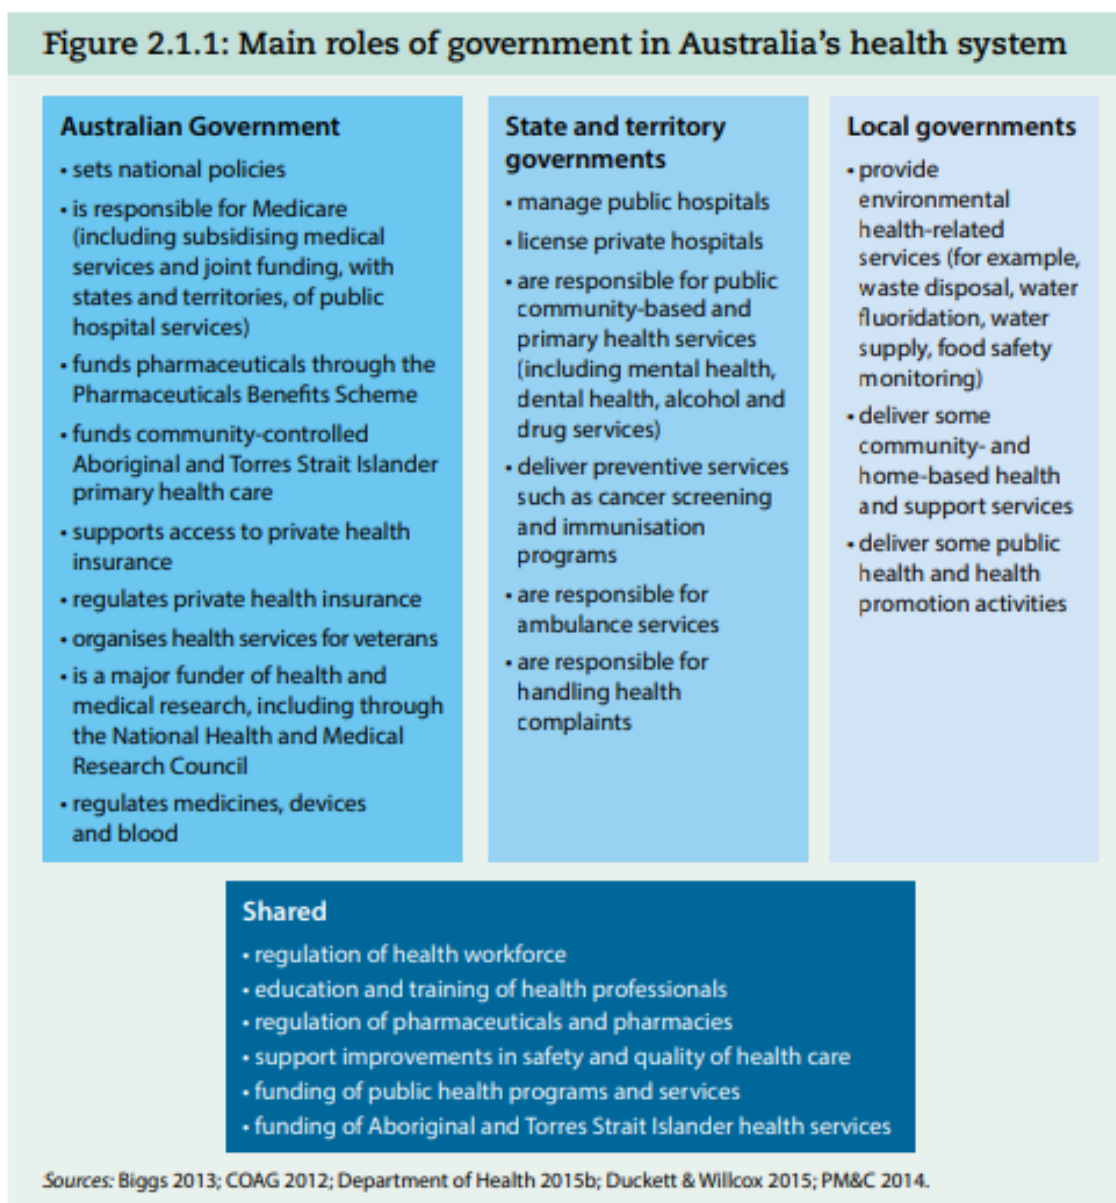 Figure 2.1.1: Main roles of government in Australia's health system
Australian Government
• sets national policies
• is responsible for Medicare
(including subsidising medical
services and joint funding, with
states and territories, of public
hospital services)
• funds pharmaceuticals through the
Pharmaceuticals Benefits Scheme
• funds community-controlled
Aboriginal and Torres Strait Islander
primary health care
• supports access to private health
insurance
• regulates private health insurance
• organises health services for veterans
• is a major funder of health and
medical research, including through
the National Health and Medical
Research Council
• regulates medicines, devices
and blood
State and territory
governments
• manage public hospitals
• license private hospitals
• are responsible for public
community-based and
primary health services
(including mental health,
dental health, alcohol and
drug services)
• deliver preventive services
such as cancer screening
and immunisation
programs
• are responsible for
ambulance services
• are responsible for
handling health
complaints
Local governments
• provide
environmental
health-related
services (for example,
waste disposal, water
fluoridation, water
supply, food safety
monitoring)
• deliver some
community- and
home-based health
and support services
• deliver some public
health and health
promotion activities
Shared
• regulation of health workforce
• education and training of health professionals
• regulation of pharmaceuticals and pharmacies
• support improvements in safety and quality of health care
• funding of public health programs and services
• funding of Aboriginal and Torres Strait Islander health services
Sources: Biggs 2013; COAG 2012; Department of Health 2015b; Duckett & Willcox 2015; PM&C 2014.